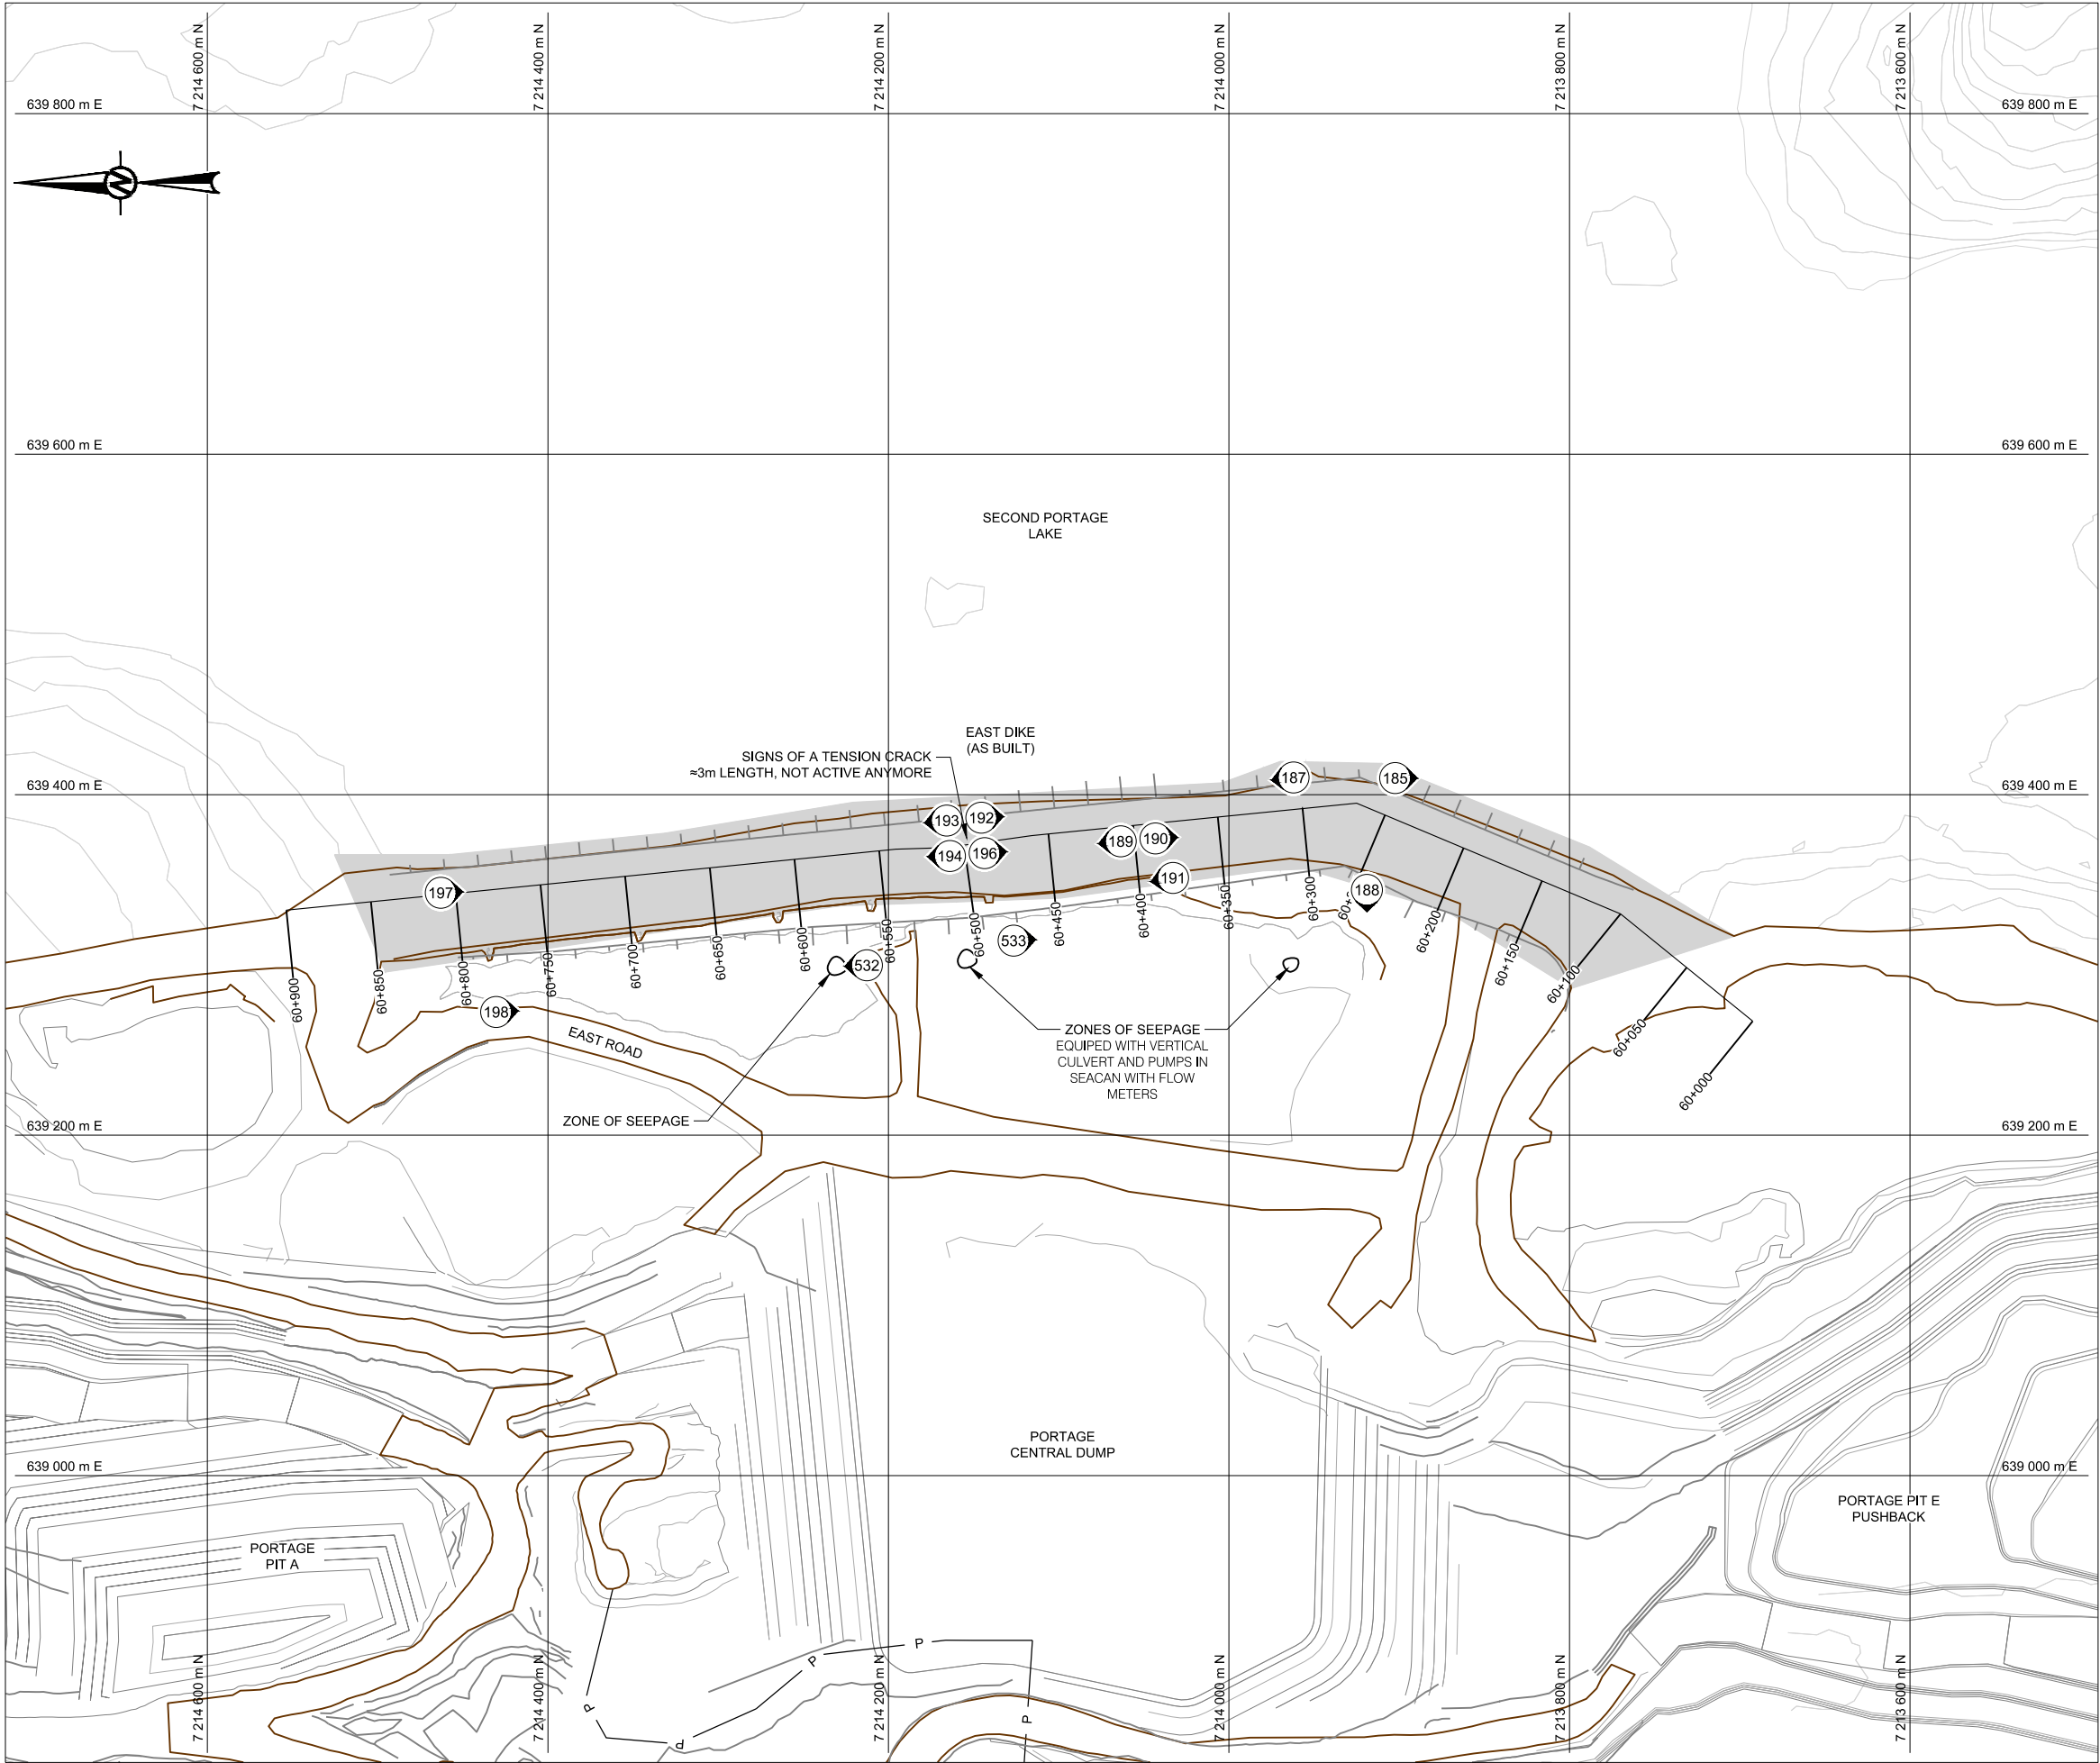 7 214 600 m N
7 214 400 m N
7 214 200 m N
7 214 000 m N
7 213 800 m N
7 213 600 m N
639 800 m E
639 800 m E
N
639 600 m E
639 600 m E
SECOND PORTAGE
LAKE
EAST DIKE
(AS BUILT)
SIGNS OF A TENSION CRACK
≈3m LENGTH, NOT ACTIVE ANYMORE
639 400 m E
639 400 m E
187
185
193
192
189
190
194
196
191
197
188
533
532
198
60+900
60+850
60+800
60+750
60+700
60+650
60+600
60+550
60+500
60+450
60+400
60+350
60+300
60+200
60+150
60+100
60+050
60+000
EAST ROAD
ZONES OF SEEPAGE
EQUIPED WITH VERTICAL
CULVERT AND PUMPS IN
SEACAN WITH FLOW
METERS
ZONE OF SEEPAGE
639 200 m E
639 200 m E
PORTAGE
CENTRAL DUMP
639 000 m E
639 000 m E
PORTAGE PIT E
PUSHBACK
PORTAGE
PIT A
P
P
P
P
P
7 214 600 m N
7 214 400 m N
7 214 200 m N
7 214 000 m N
7 213 800 m N
7 213 600 m N